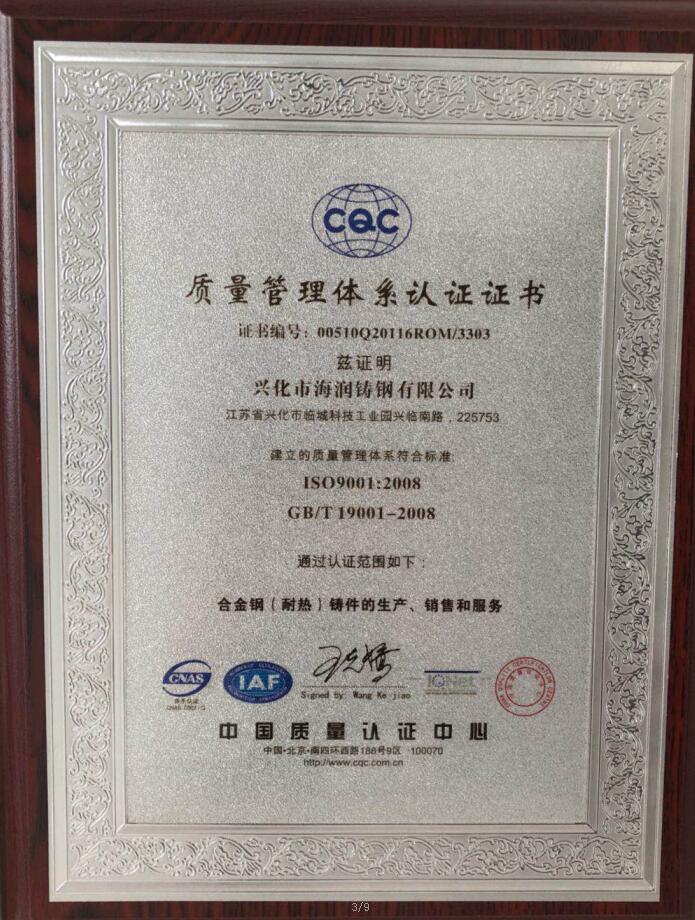 CQC
质量管理体系认证证书
证书编号：00510Q20116ROM/3303
兹证明
兴化市海润铸钢有限公司
江苏省兴化市临城科技工业园兴临南路，225753
建立的质量管理体系符合标准:
ISO9001:2008
GB/T 19001-2008
通过认证范围如下：
合金钢（耐热）铸件的生产、销售和服务
CNAS
IAF
IQNet
Signed by: Wang Ke-jiao
中国质量认证中心
中国·北京·南四环西路188号9区 100070
http://www.cqc.com.cn
3/9